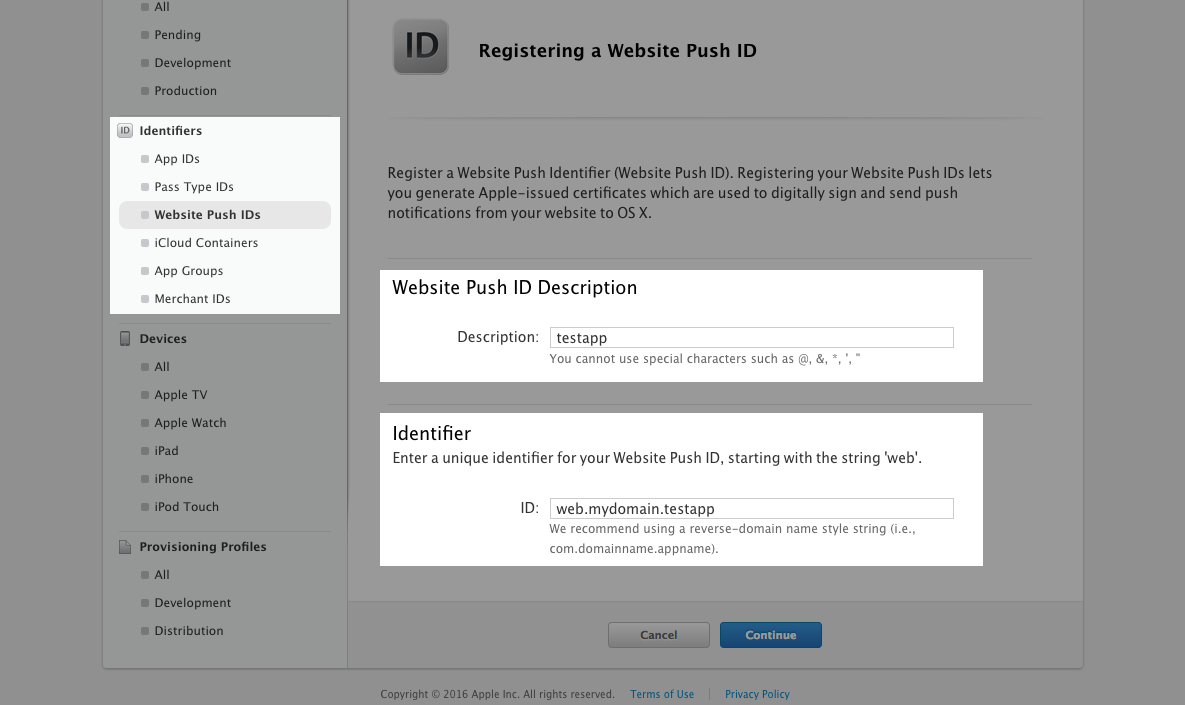 All
Pending
Development
Production
ID Identifiers
App IDs
Pass Type IDs
Website Push IDs
iCloud Containers
App Groups
Merchant IDs
Devices
All
Apple TV
Apple Watch
iPad
iPhone
iPod Touch
Provisioning Profiles
All
Development
Distribution
ID Registering a Website Push ID
Register a Website Push Identifier (Website Push ID). Registering your Website Push IDs lets
you generate Apple-issued certificates which are used to digitally sign and send push
notifications from your website to OS X.
Website Push ID Description
Description: testapp
You cannot use special characters such as @, &, *, ', "
Identifier
Enter a unique identifier for your Website Push ID, starting with the string 'web'.
ID: web.mydomain.testapp
We recommend using a reverse-domain name style string (i.e.,
com.domainname.appname).
Cancel Continue
Copyright © 2016 Apple Inc. All rights reserved. Terms of Use Privacy Policy